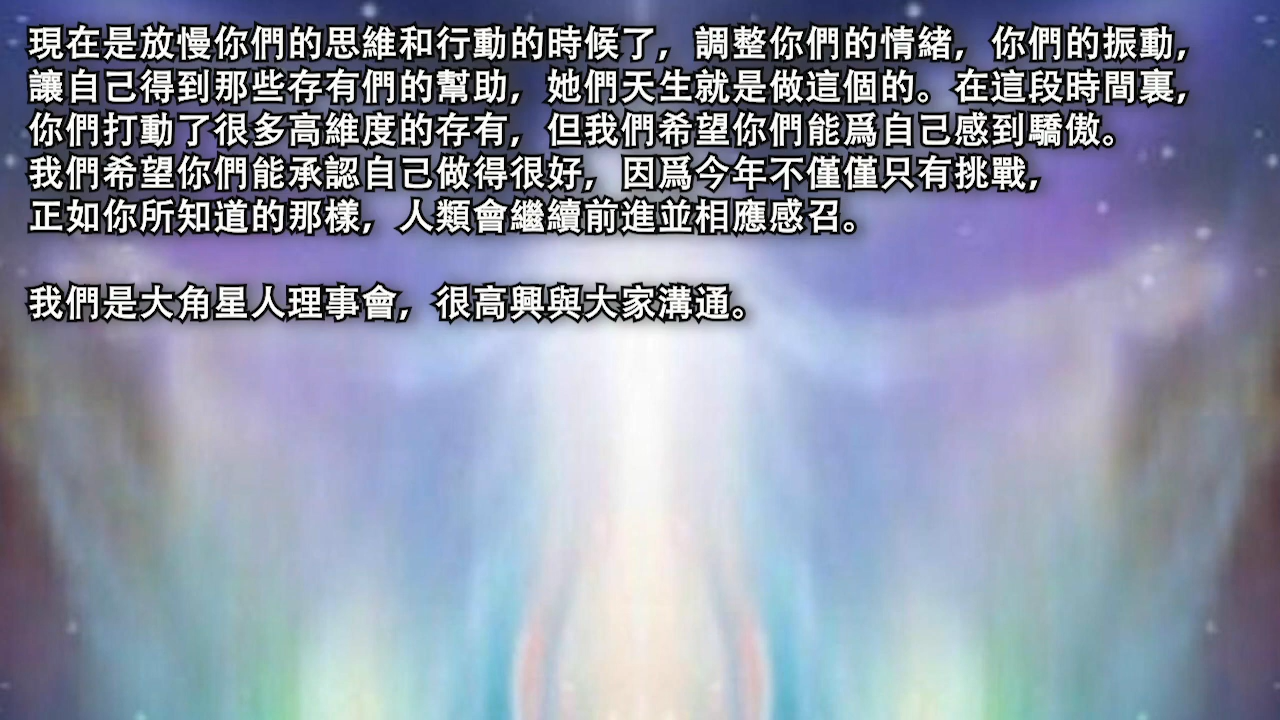 現在是放慢你們的思維和行動的時候了，調整你們的情緒，你們的振動，
讓自己得到那些存有們的幫助，她們天生就是做這個的。在這段時間裏，
你們打動了很多高維度的存有，但我們希望你們能爲自己感到驕傲。
我們希望你們能承認自己做得很好，因爲今年不僅僅只有挑戰，
正如你所知道的那樣，人類會繼續前進並相應感召。
我們是大角星人理事會，很高興與大家溝通。